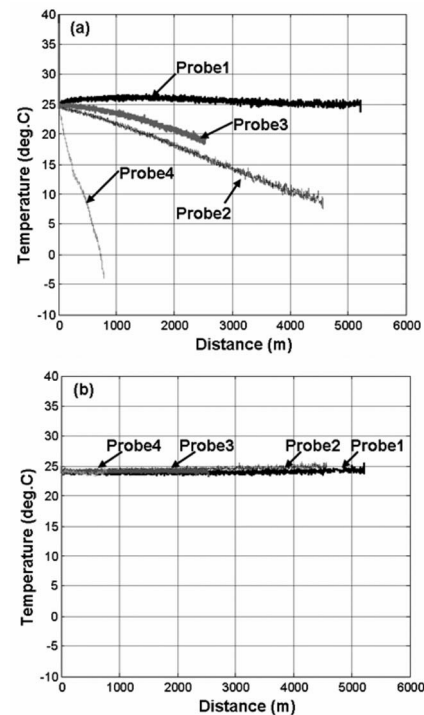 (a)
40
35
30
25
20
15
10
5
0
-5
-10
Temperature (deg.C)
Probe1
Probe3
Probe4
Probe2
0 1000 2000 3000 4000 5000 6000
Distance (m)
(b)
40
35
30
25
20
15
10
5
0
-5
-10
Temperature (deg.C)
Probe4 Probe3 Probe2 Probe1
0 1000 2000 3000 4000 5000 6000
Distance (m)